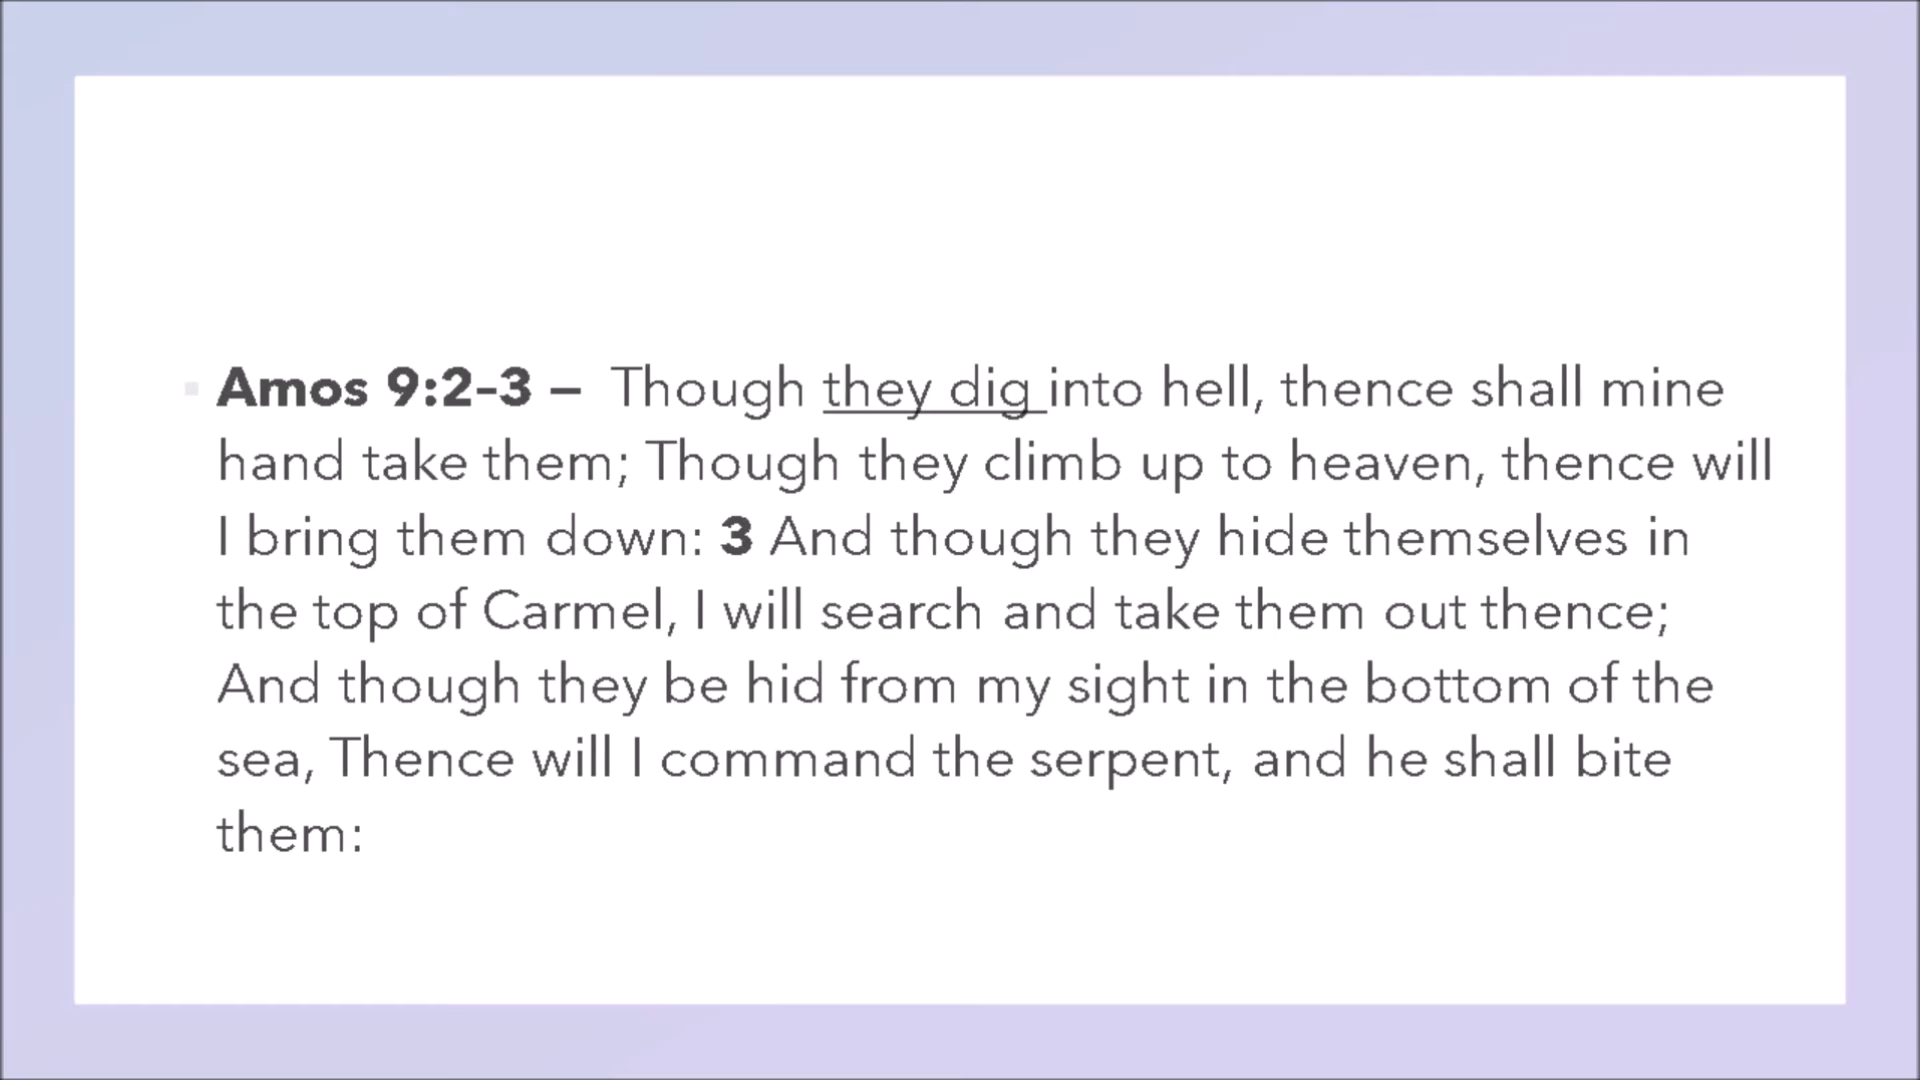 Amos 9:2-3 – Though they dig into hell, thence shall mine
hand take them; Though they climb up to heaven, thence will
I bring them down: 3 And though they hide themselves in
the top of Carmel, I will search and take them out thence;
And though they be hid from my sight in the bottom of the
sea, Thence will I command the serpent, and he shall bite
them: